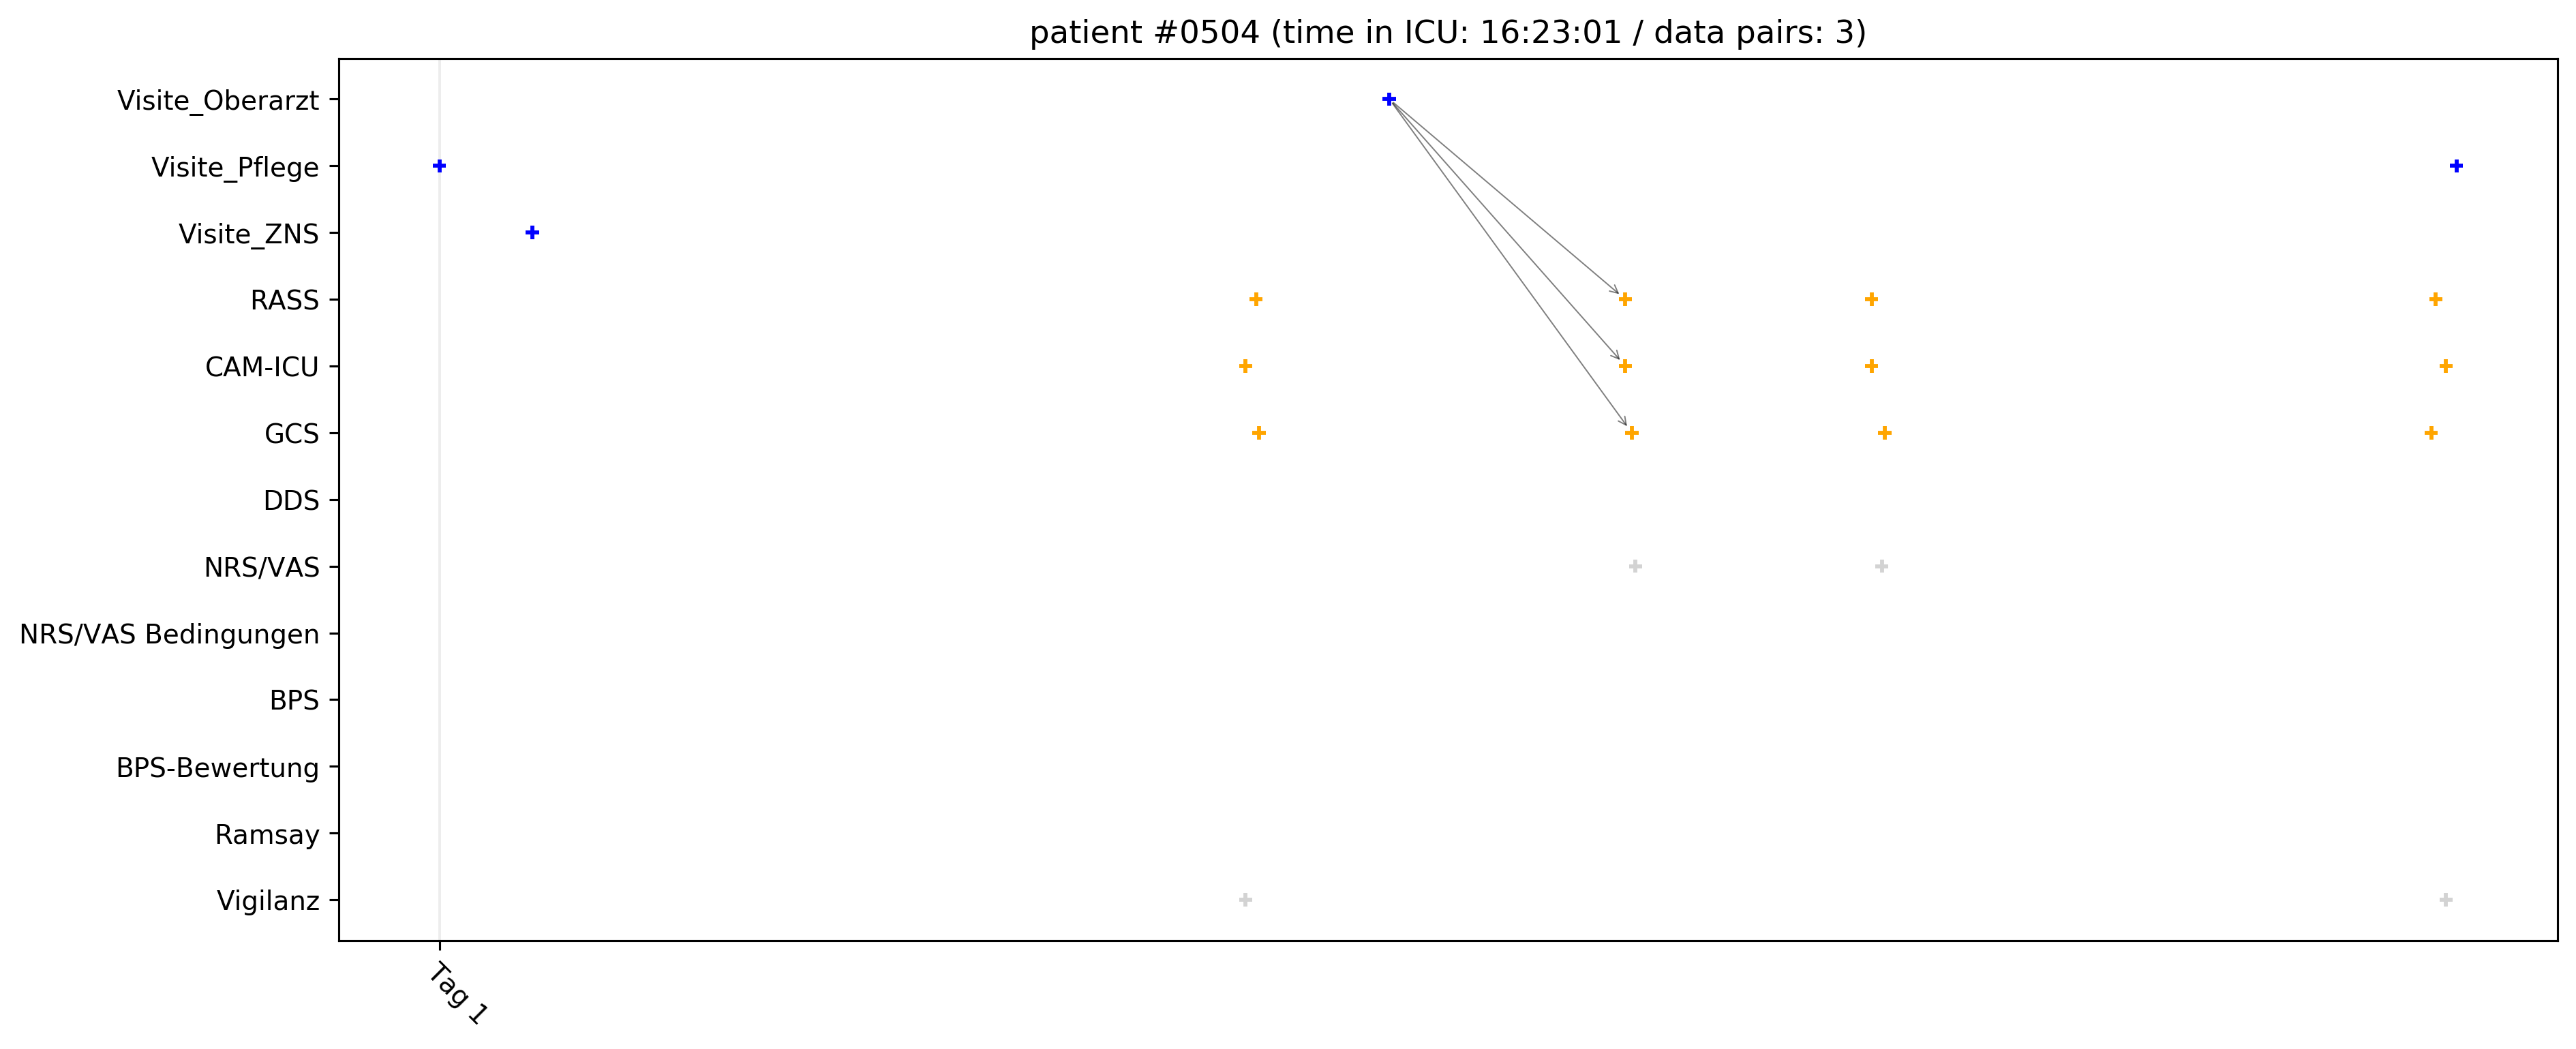 patient #0504 (time in ICU: 16:23:01 / data pairs: 3)
Visite_Oberarzt
Visite_Pflege
Visite_ZNS
RASS
CAM-ICU
GCS
DDS
NRS/VAS
NRS/VAS Bedingungen
BPS
BPS-Bewertung
Ramsay
Vigilanz
Tag 1